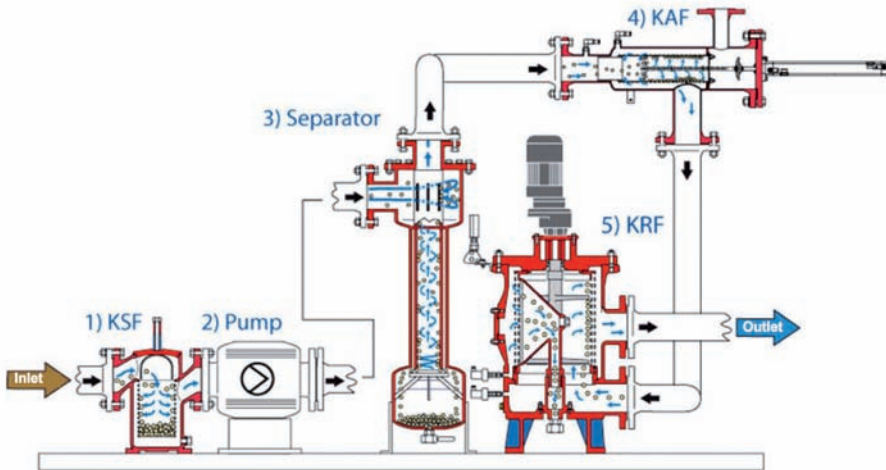 4) KAF
3) Separator
5) KRF
1) KSF
2) Pump
Outlet
Inlet